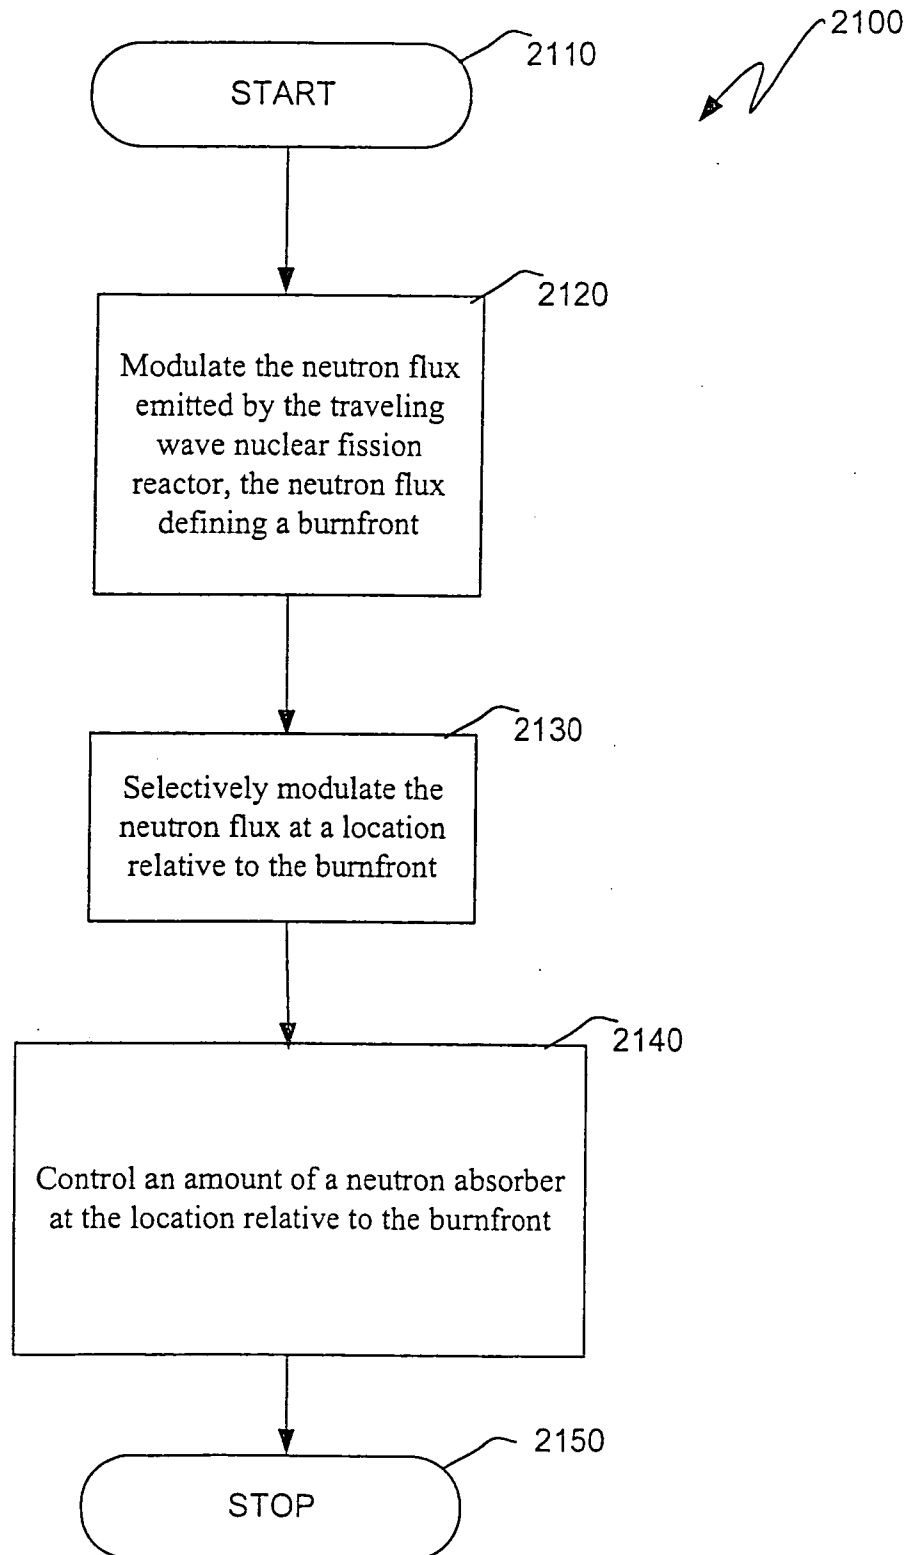 2100
2110
START
2120
Modulate the neutron flux
emitted by the traveling
wave nuclear fission
reactor, the neutron flux
defining a burnfront
2130
Selectively modulate the
neutron flux at a location
relative to the burnfront
2140
Control an amount of a neutron absorber
at the location relative to the burnfront
2150
STOP